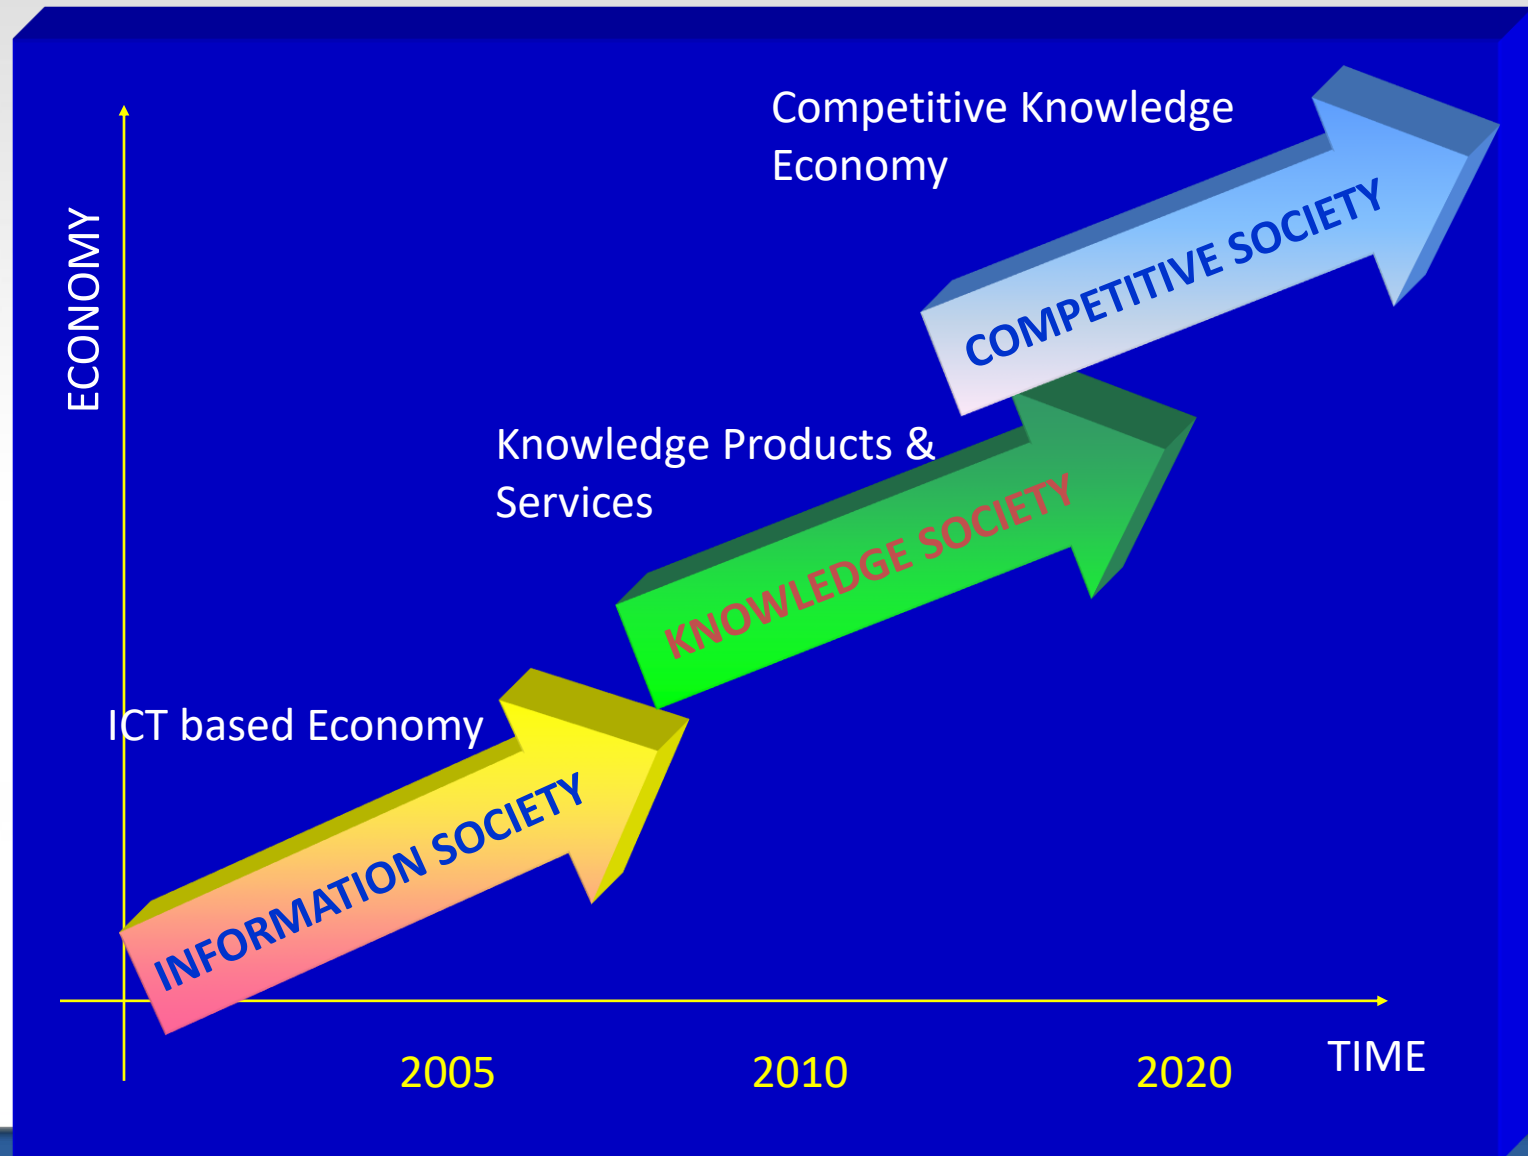 Competitive Knowledge
Economy
COMPETITIVE SOCIETY
ECONOMY
Knowledge Products &
Services
KNOWLEDGE SOCIETY
ICT based Economy
INFORMATION SOCIETY
2005
2010
2020
TIME